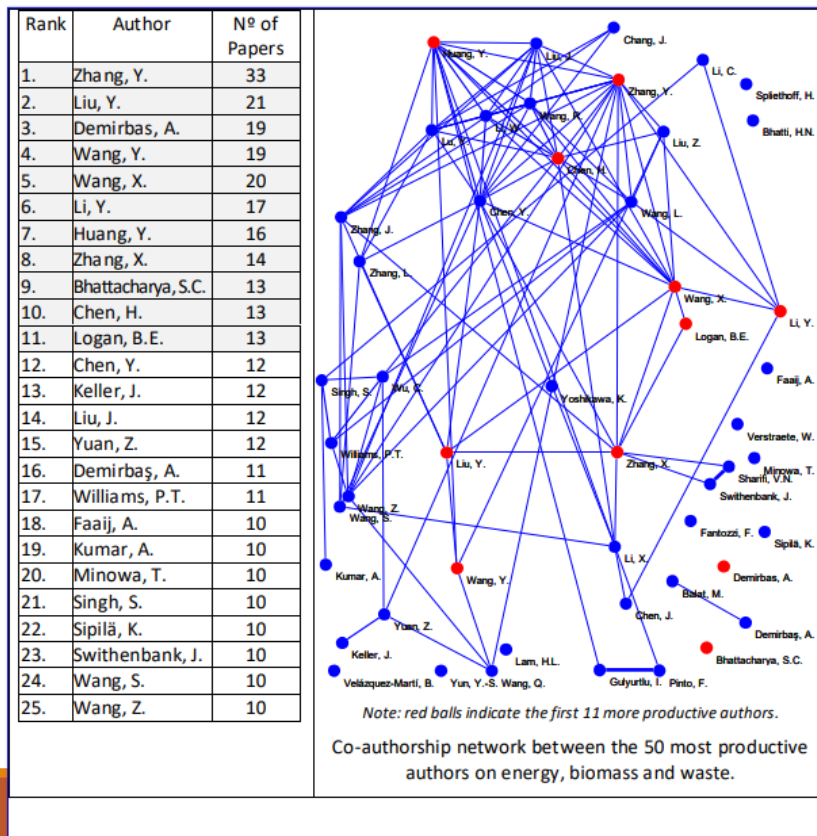 Rank Author Nº of Papers
1. Zhang, Y. 33
2. Liu, Y. 21
3. Demirbas, A. 19
4. Wang, Y. 19
5. Wang, X. 20
6. Li, Y. 17
7. Huang, Y. 16
8. Zhang, X. 14
9. Bhattacharya, S.C. 13
10. Chen, H. 13
11. Logan, B.E. 13
12. Chen, Y. 12
13. Keller, J. 12
14. Liu, J. 12
15. Yuan, Z. 12
16. Demirbaş, A. 11
17. Williams, P.T. 11
18. Faaij, A. 10
19. Kumar, A. 10
20. Minowa, T. 10
21. Singh, S. 10
22. Sipilä, K. 10
23. Swithenbank, J. 10
24. Wang, S. 10
25. Wang, Z. 10
Chang, J.
Huang, Y.
Liu, J.
Li, C.
Zhang, Y.
Spliethoff, H.
Wang, R.
Li, W.
Bhatti, H.N.
Lu,
Liu, Z.
Chen, H.
Chen, Y.
Wang, L.
Zhang, J.
Zhang, L.
Wang, X.
Li, Y.
Logan, B.E.
Faaij, A.
Singh, S.
Wu, C.
Yoshikawa, K.
Verstraete, W.
Williams, P.T.
Liu, Y.
Zhang, X.
Minowa, T.
Sharifi, V.N.
Swithenbank, J.
Wang, Z.
Wang, S.
Fantozzi, F.
Sipilä, K.
Li, X.
Kumar, A.
Wang, Y.
Demirbas, A.
Balat, M.
Chen, J.
Yuan, Z.
Demirbaş, A.
Keller, J.
Lam, H.L.
Bhattacharya, S.C.
Velázquez-Martí, B.
Yun, Y.-S.
Wang, Q.
Gulyurtlu, I.
Pinto, F.
Note: red balls indicate the first 11 more productive authors.
Co-authorship network between the 50 most productive
authors on energy, biomass and waste.